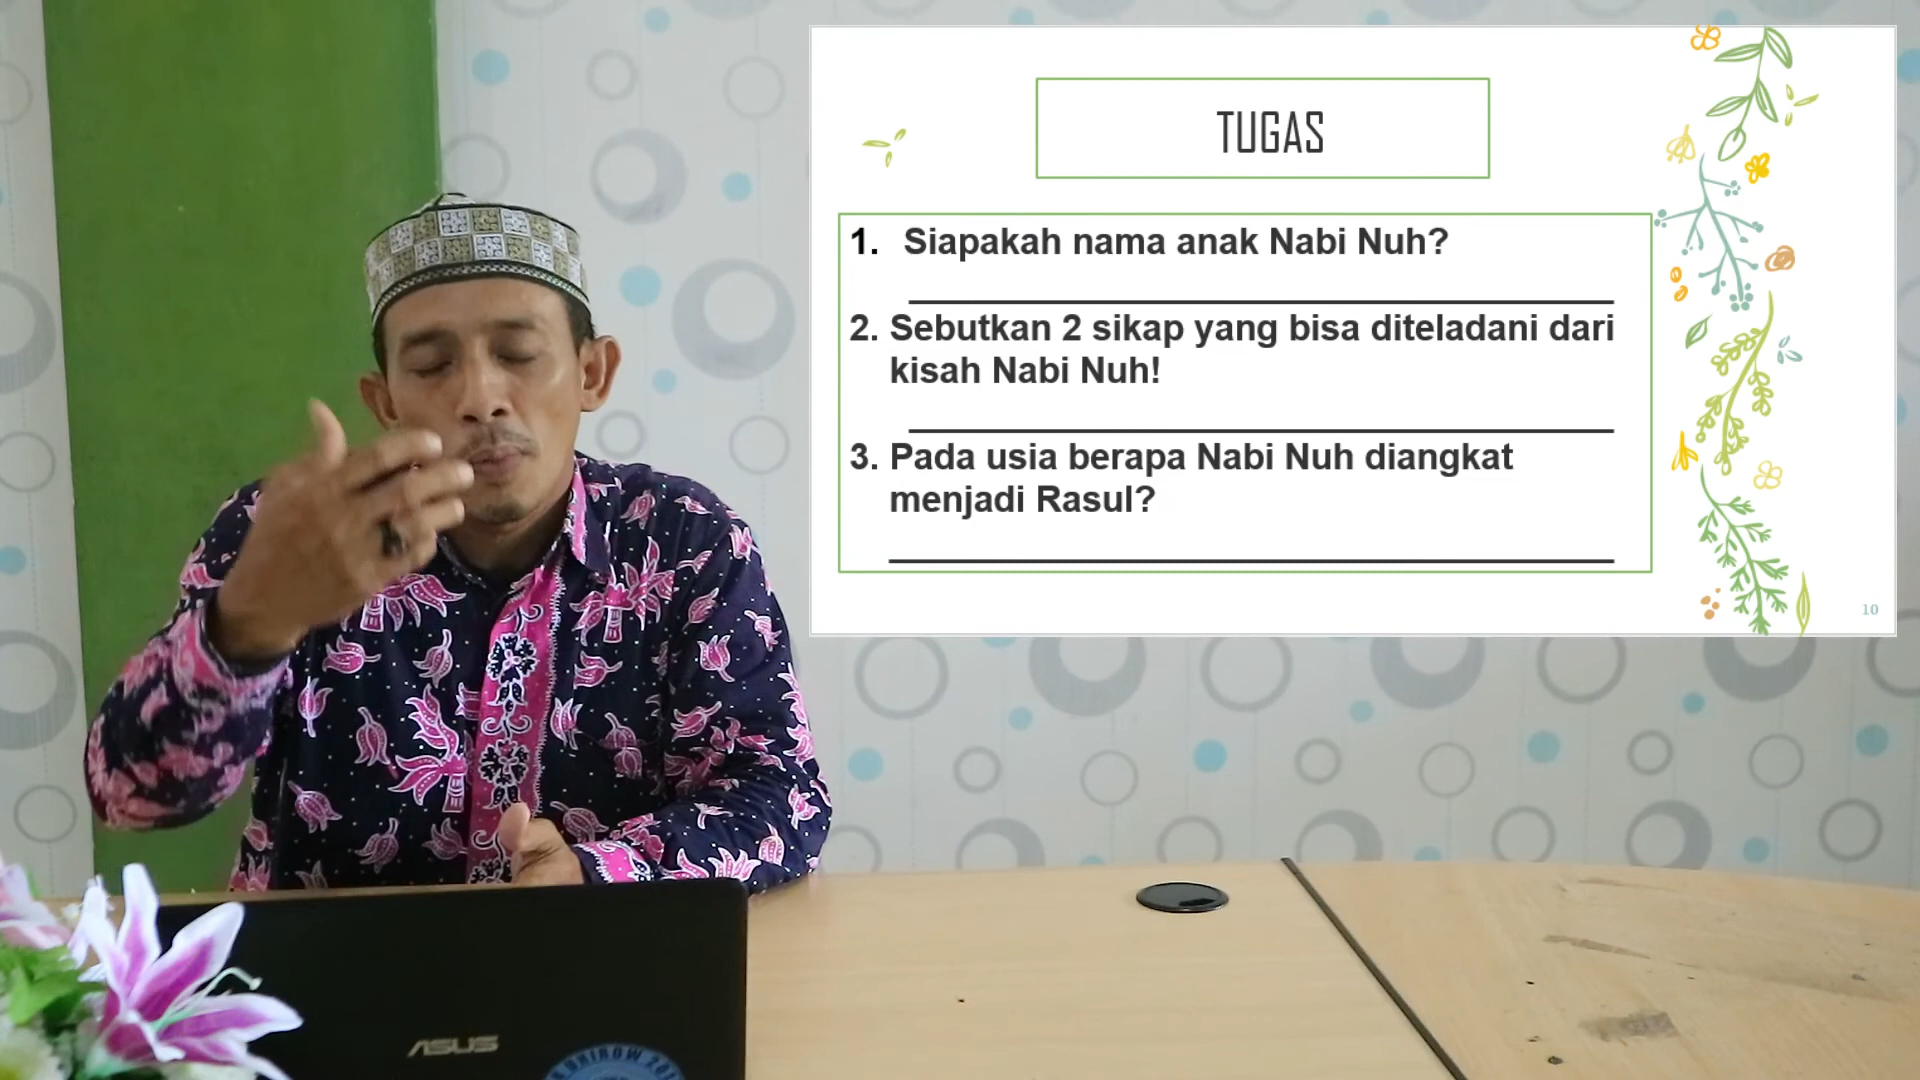 TUGAS
1. Siapakah nama anak Nabi Nuh?
2. Sebutkan 2 sikap yang bisa diteladani dari
kisah Nabi Nuh!
3. Pada usia berapa Nabi Nuh diangkat
menjadi Rasul?
10
ASUS